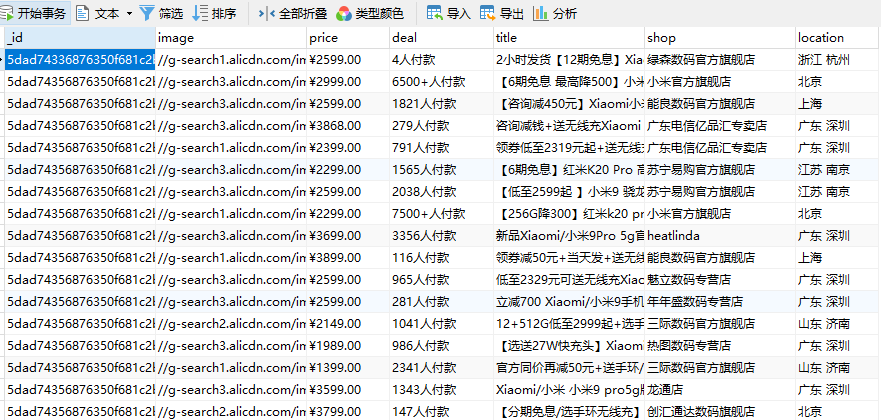 开始事务 文本 筛选 排序 全部折叠 类型颜色 导入 导出 分析
_id image price deal title shop location
5dad74336876350f681c2l //g-search1.alicdn.com/im ¥2599.00 4人付款 2小时发货【12期免息】Xia 绿森数码官方旗舰店 浙江 杭州
5dad74356876350f681c2l //g-search3.alicdn.com/im ¥2999.00 6500+人付款 【6期免息 最高降500】小 小米官方旗舰店 北京
5dad74356876350f681c2l //g-search3.alicdn.com/im ¥2599.00 1821人付款 【咨询减450元】Xiaomi小 能良数码官方旗舰店 上海
5dad74356876350f681c2l //g-search3.alicdn.com/im ¥3868.00 279人付款 咨询减钱+送无线充Xiaomi 广东电信亿品汇专卖店 广东 深圳
5dad74356876350f681c2l //g-search1.alicdn.com/im ¥2399.00 791人付款 领券低至2319元起+送无线 广东电信亿品汇专卖店 广东 深圳
5dad74356876350f681c2l //g-search3.alicdn.com/im ¥2299.00 1565人付款 【6期免息】红米K20 Pro 高 苏宁易购官方旗舰店 江苏 南京
5dad74356876350f681c2l //g-search3.alicdn.com/im ¥2599.00 2038人付款 【低至2599起 】小米9 骁龙 苏宁易购官方旗舰店 江苏 南京
5dad74356876350f681c2l //g-search1.alicdn.com/im ¥2299.00 7500+人付款 【256G降300】红米k20 pr 小米官方旗舰店 北京
5dad74356876350f681c2l //g-search3.alicdn.com/im ¥3699.00 3356人付款 新品Xiaomi/小米9Pro 5g官 heatlinda 广东 深圳
5dad74356876350f681c2l //g-search1.alicdn.com/im ¥3899.00 116人付款 领券减50元+当天发+送无线 能良数码官方旗舰店 上海
5dad74356876350f681c2l //g-search3.alicdn.com/im ¥2599.00 965人付款 低至2329元可送无线充Xiao 魅立数码专营店 广东 深圳
5dad74356876350f681c2l //g-search3.alicdn.com/im ¥2599.00 281人付款 立减700 Xiaomi/小米9手机 年年盛数码专营店 广东 深圳
5dad74356876350f681c2l //g-search2.alicdn.com/im ¥2149.00 1041人付款 12+512G低至2999起+选手 三际数码官方旗舰店 山东 济南
5dad74356876350f681c2l //g-search3.alicdn.com/im ¥1989.00 986人付款 【选送27W快充头】Xiaom 热图数码专营店 广东 深圳
5dad74356876350f681c2l //g-search1.alicdn.com/im ¥1399.00 2341人付款 官方同价再减50元+送手环/ 三际数码官方旗舰店 山东 济南
5dad74356876350f681c2l //g-search3.alicdn.com/im ¥3599.00 1343人付款 Xiaomi/小米 小米9 pro5g版 龙通店 广东 深圳
5dad74356876350f681c2l //g-search2.alicdn.com/im ¥3799.00 147人付款 【分期免息/选手环无线充】 创汇通达数码旗舰店 北京